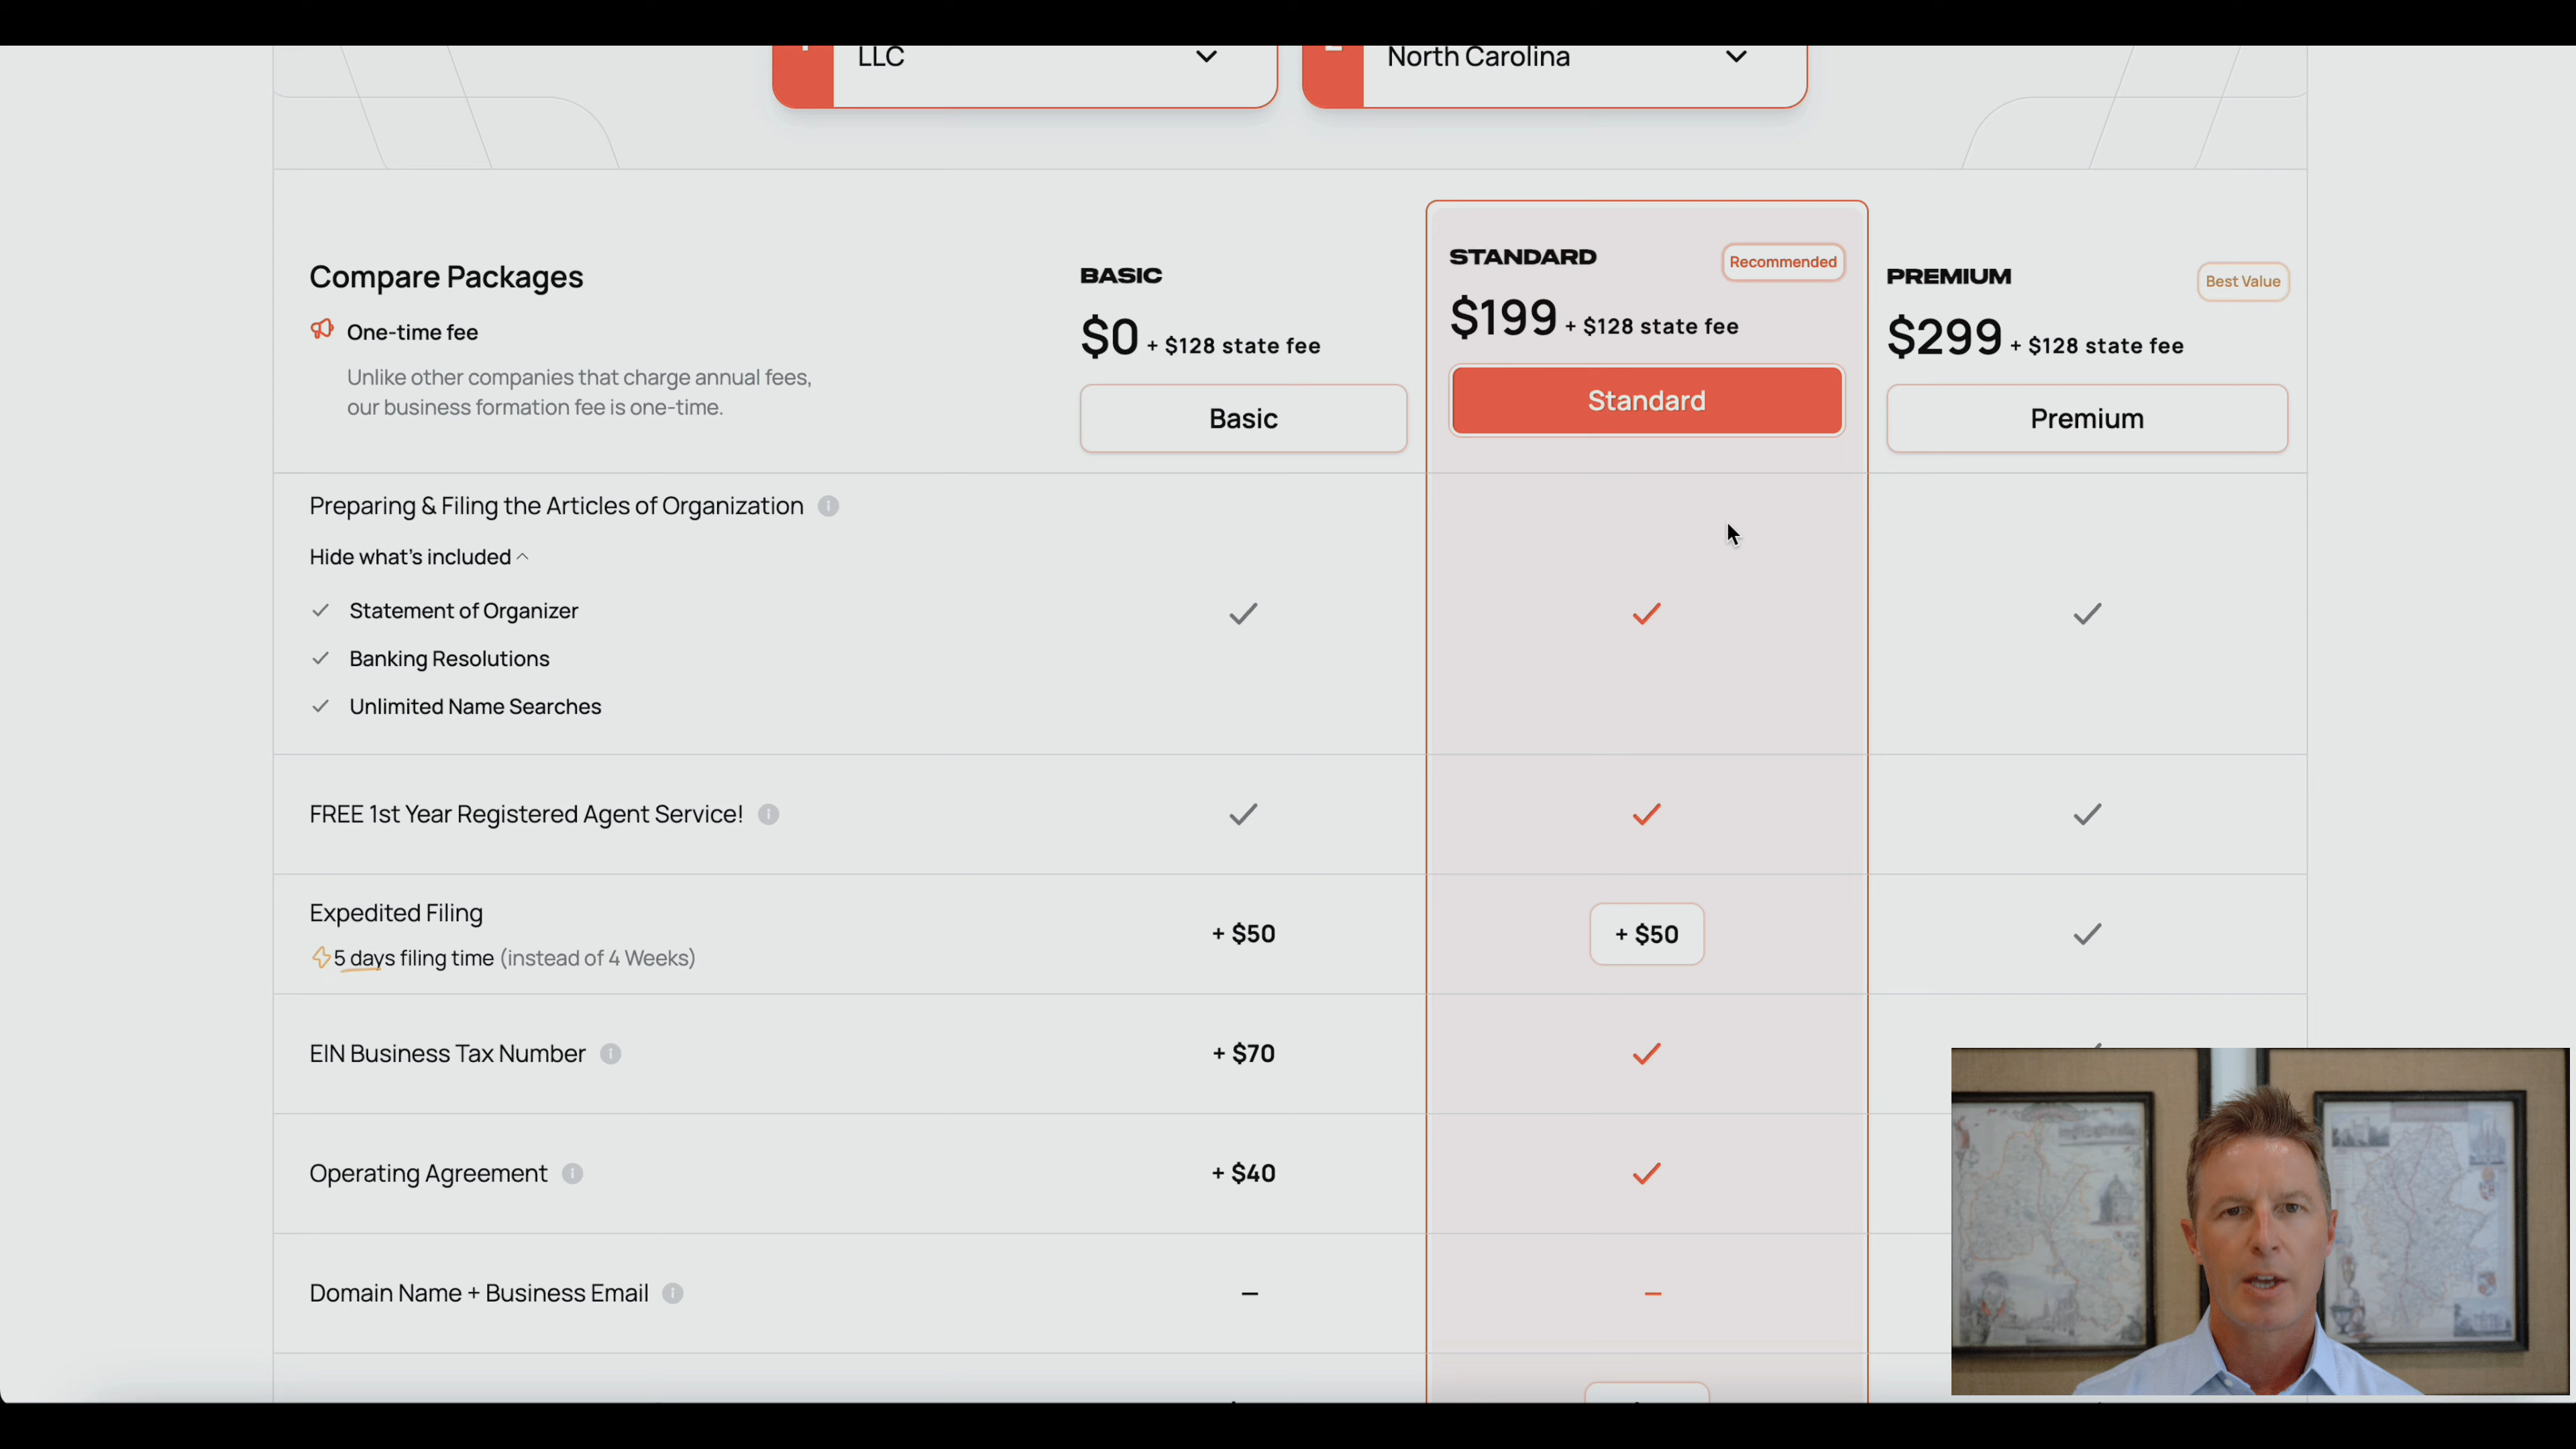 LLC
North Carolina
Compare Packages
One-time fee
Unlike other companies that charge annual fees,
our business formation fee is one-time.
BASIC
$0 + $128 state fee
Basic
STANDARD
Recommended
$199 + $128 state fee
Standard
PREMIUM
Best Value
$299 + $128 state fee
Premium
Preparing & Filing the Articles of Organization
Hide what's included
Statement of Organizer
Banking Resolutions
Unlimited Name Searches
FREE 1st Year Registered Agent Service!
Expedited Filing
5 days filing time (instead of 4 Weeks)
+ $50
+ $50
EIN Business Tax Number
+ $70
Operating Agreement
+ $40
Domain Name + Business Email
–
–